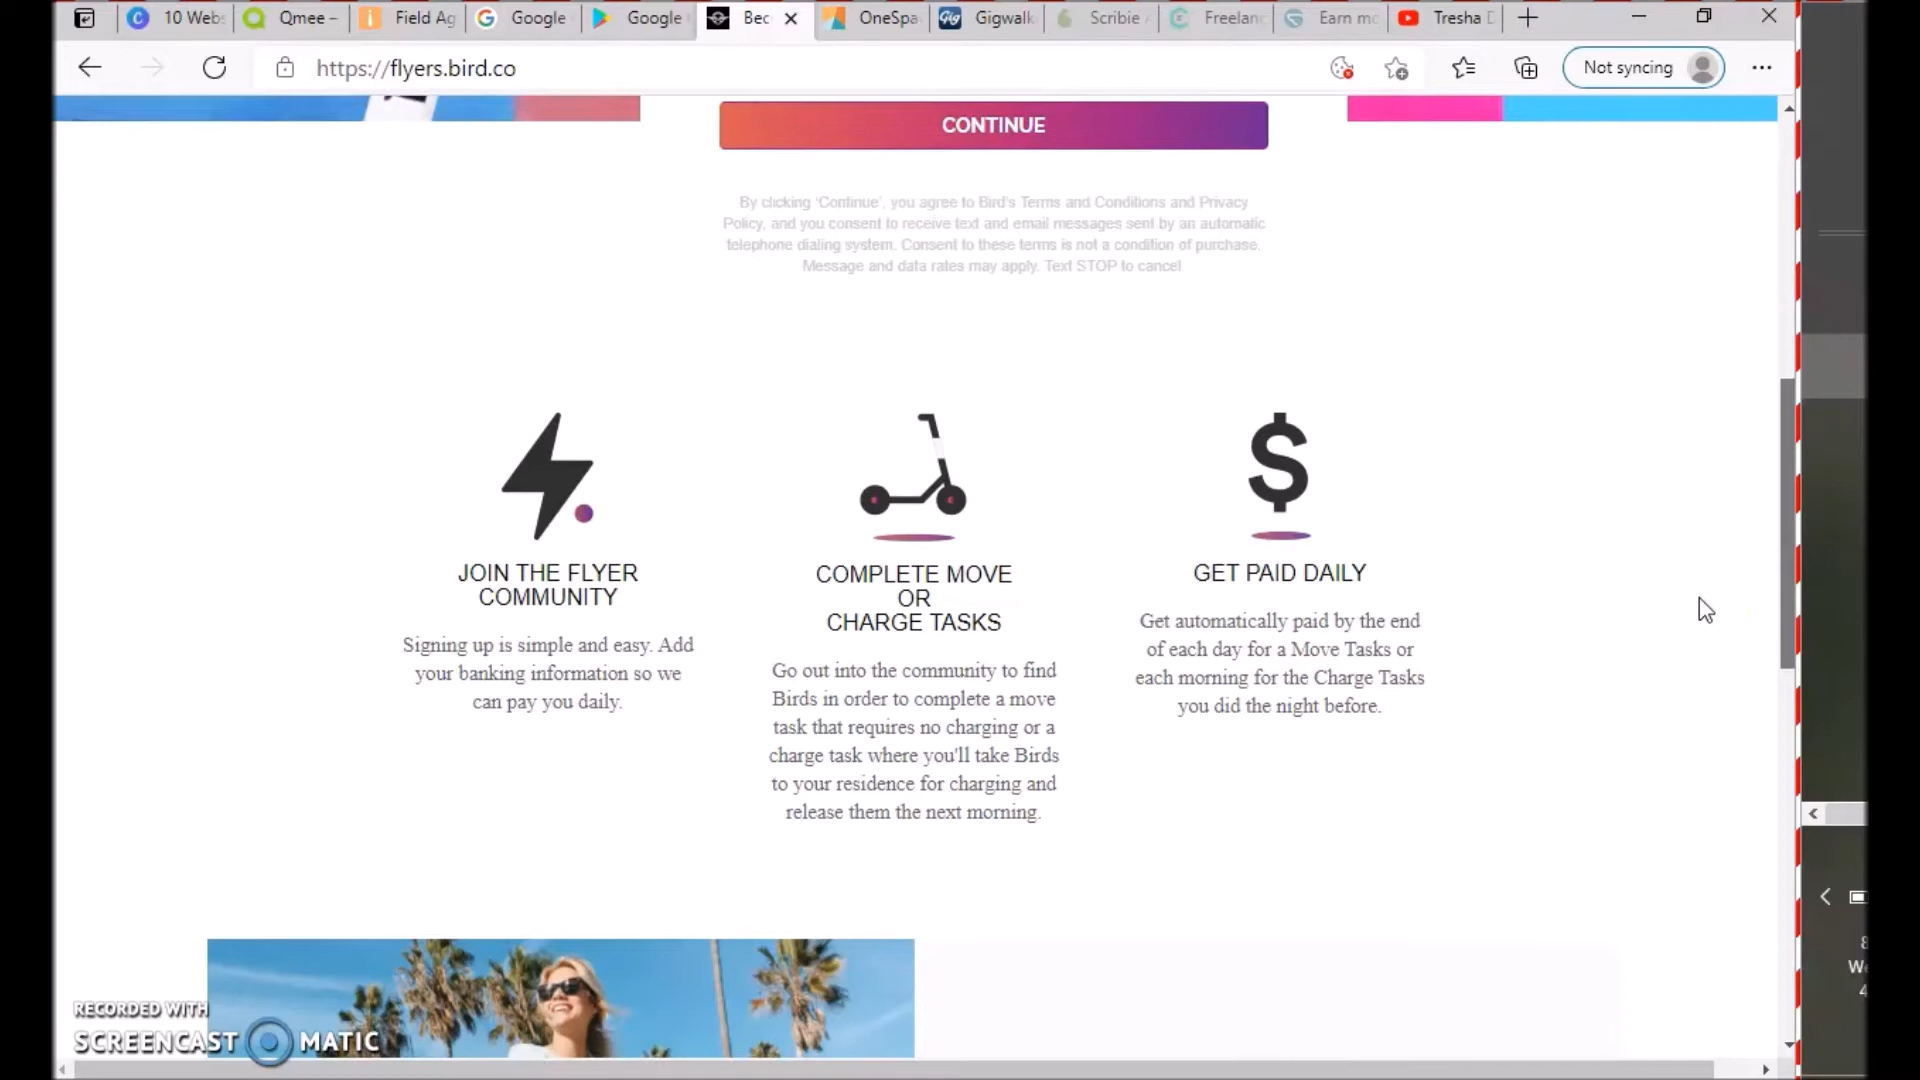 10 Webs
Qmee –
Field Ag
Google
Google
Bec
OneSpa
Gigwalk
Scribie
Freelan
Earn mo
Tresha
https://flyers.bird.co
Not syncing
CONTINUE
By clicking ‘Continue’, you agree to Bird's Terms and Conditions and Privacy
Policy, and you consent to receive text and email messages sent by an automatic
telephone dialing system. Consent to these terms is not a condition of purchase.
Message and data rates may apply. Text STOP to cancel
JOIN THE FLYER
COMMUNITY
Signing up is simple and easy. Add
your banking information so we
can pay you daily.
COMPLETE MOVE
OR
CHARGE TASKS
Go out into the community to find
Birds in order to complete a move
task that requires no charging or a
charge task where you'll take Birds
to your residence for charging and
release them the next morning.
GET PAID DAILY
Get automatically paid by the end
of each day for a Move Tasks or
each morning for the Charge Tasks
you did the night before.
RECORDED WITH
SCREENCAST MATIC